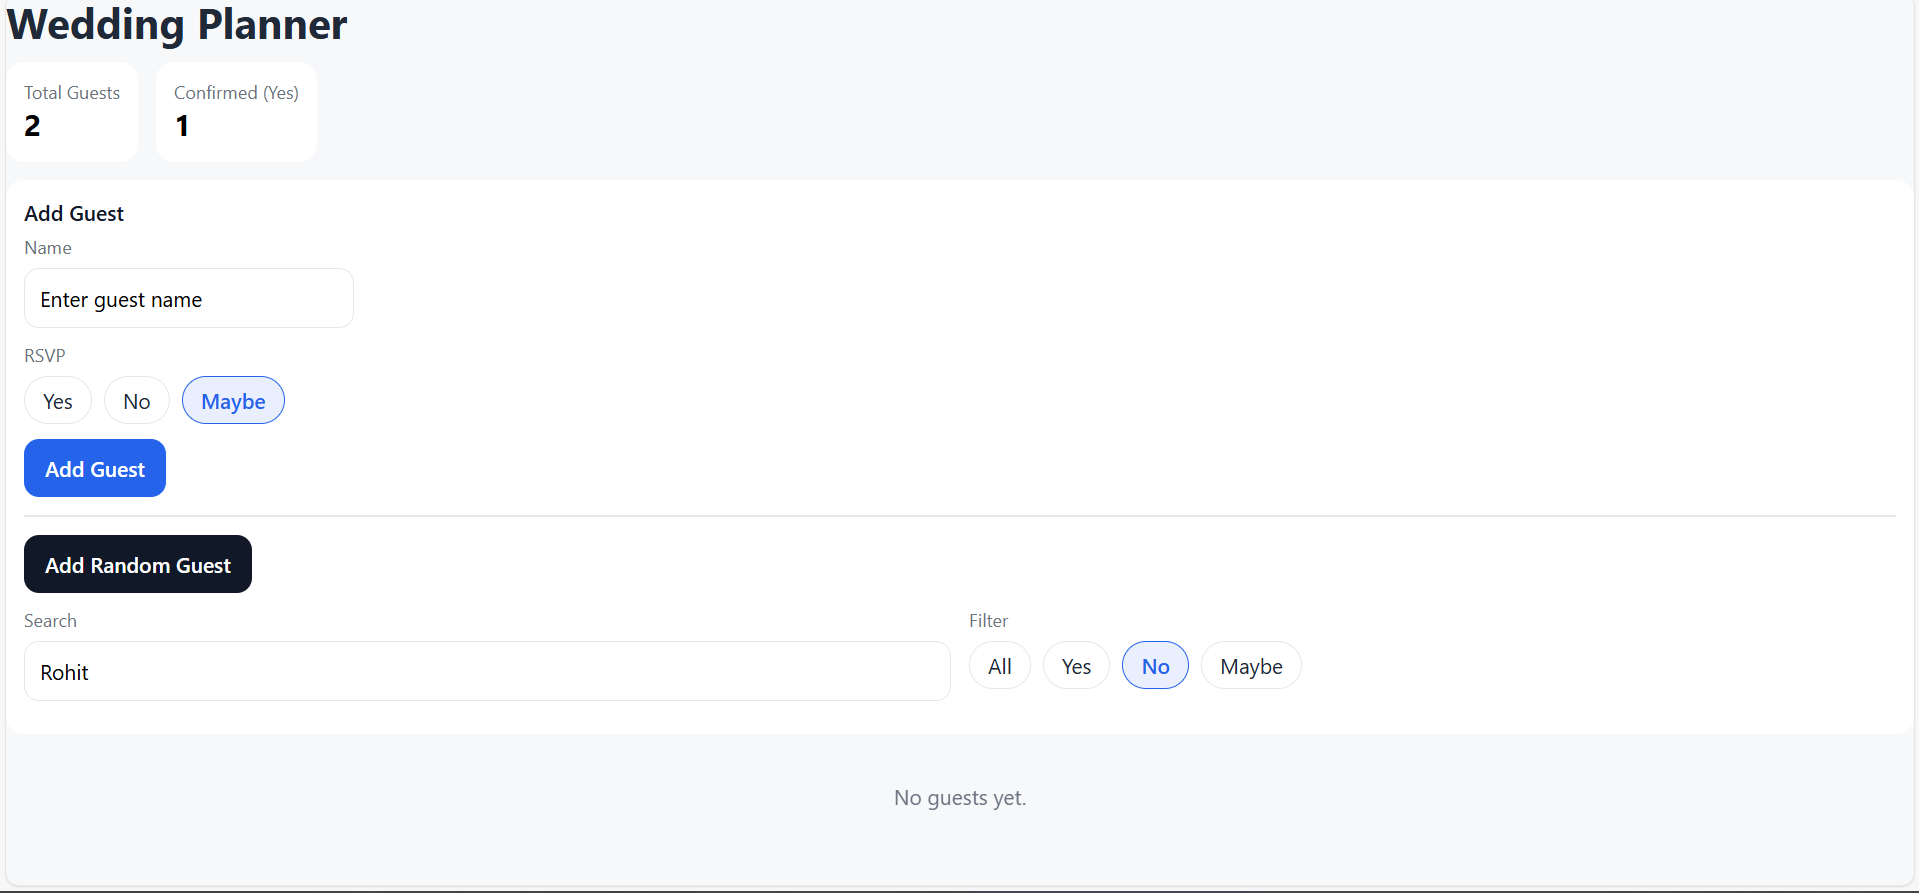 Wedding Planner
Total Guests
2
Confirmed (Yes)
1
Add Guest
Name
Enter guest name
RSVP
Yes No Maybe
Add Guest
Add Random Guest
Search
Rohit
Filter
All Yes No Maybe
No guests yet.